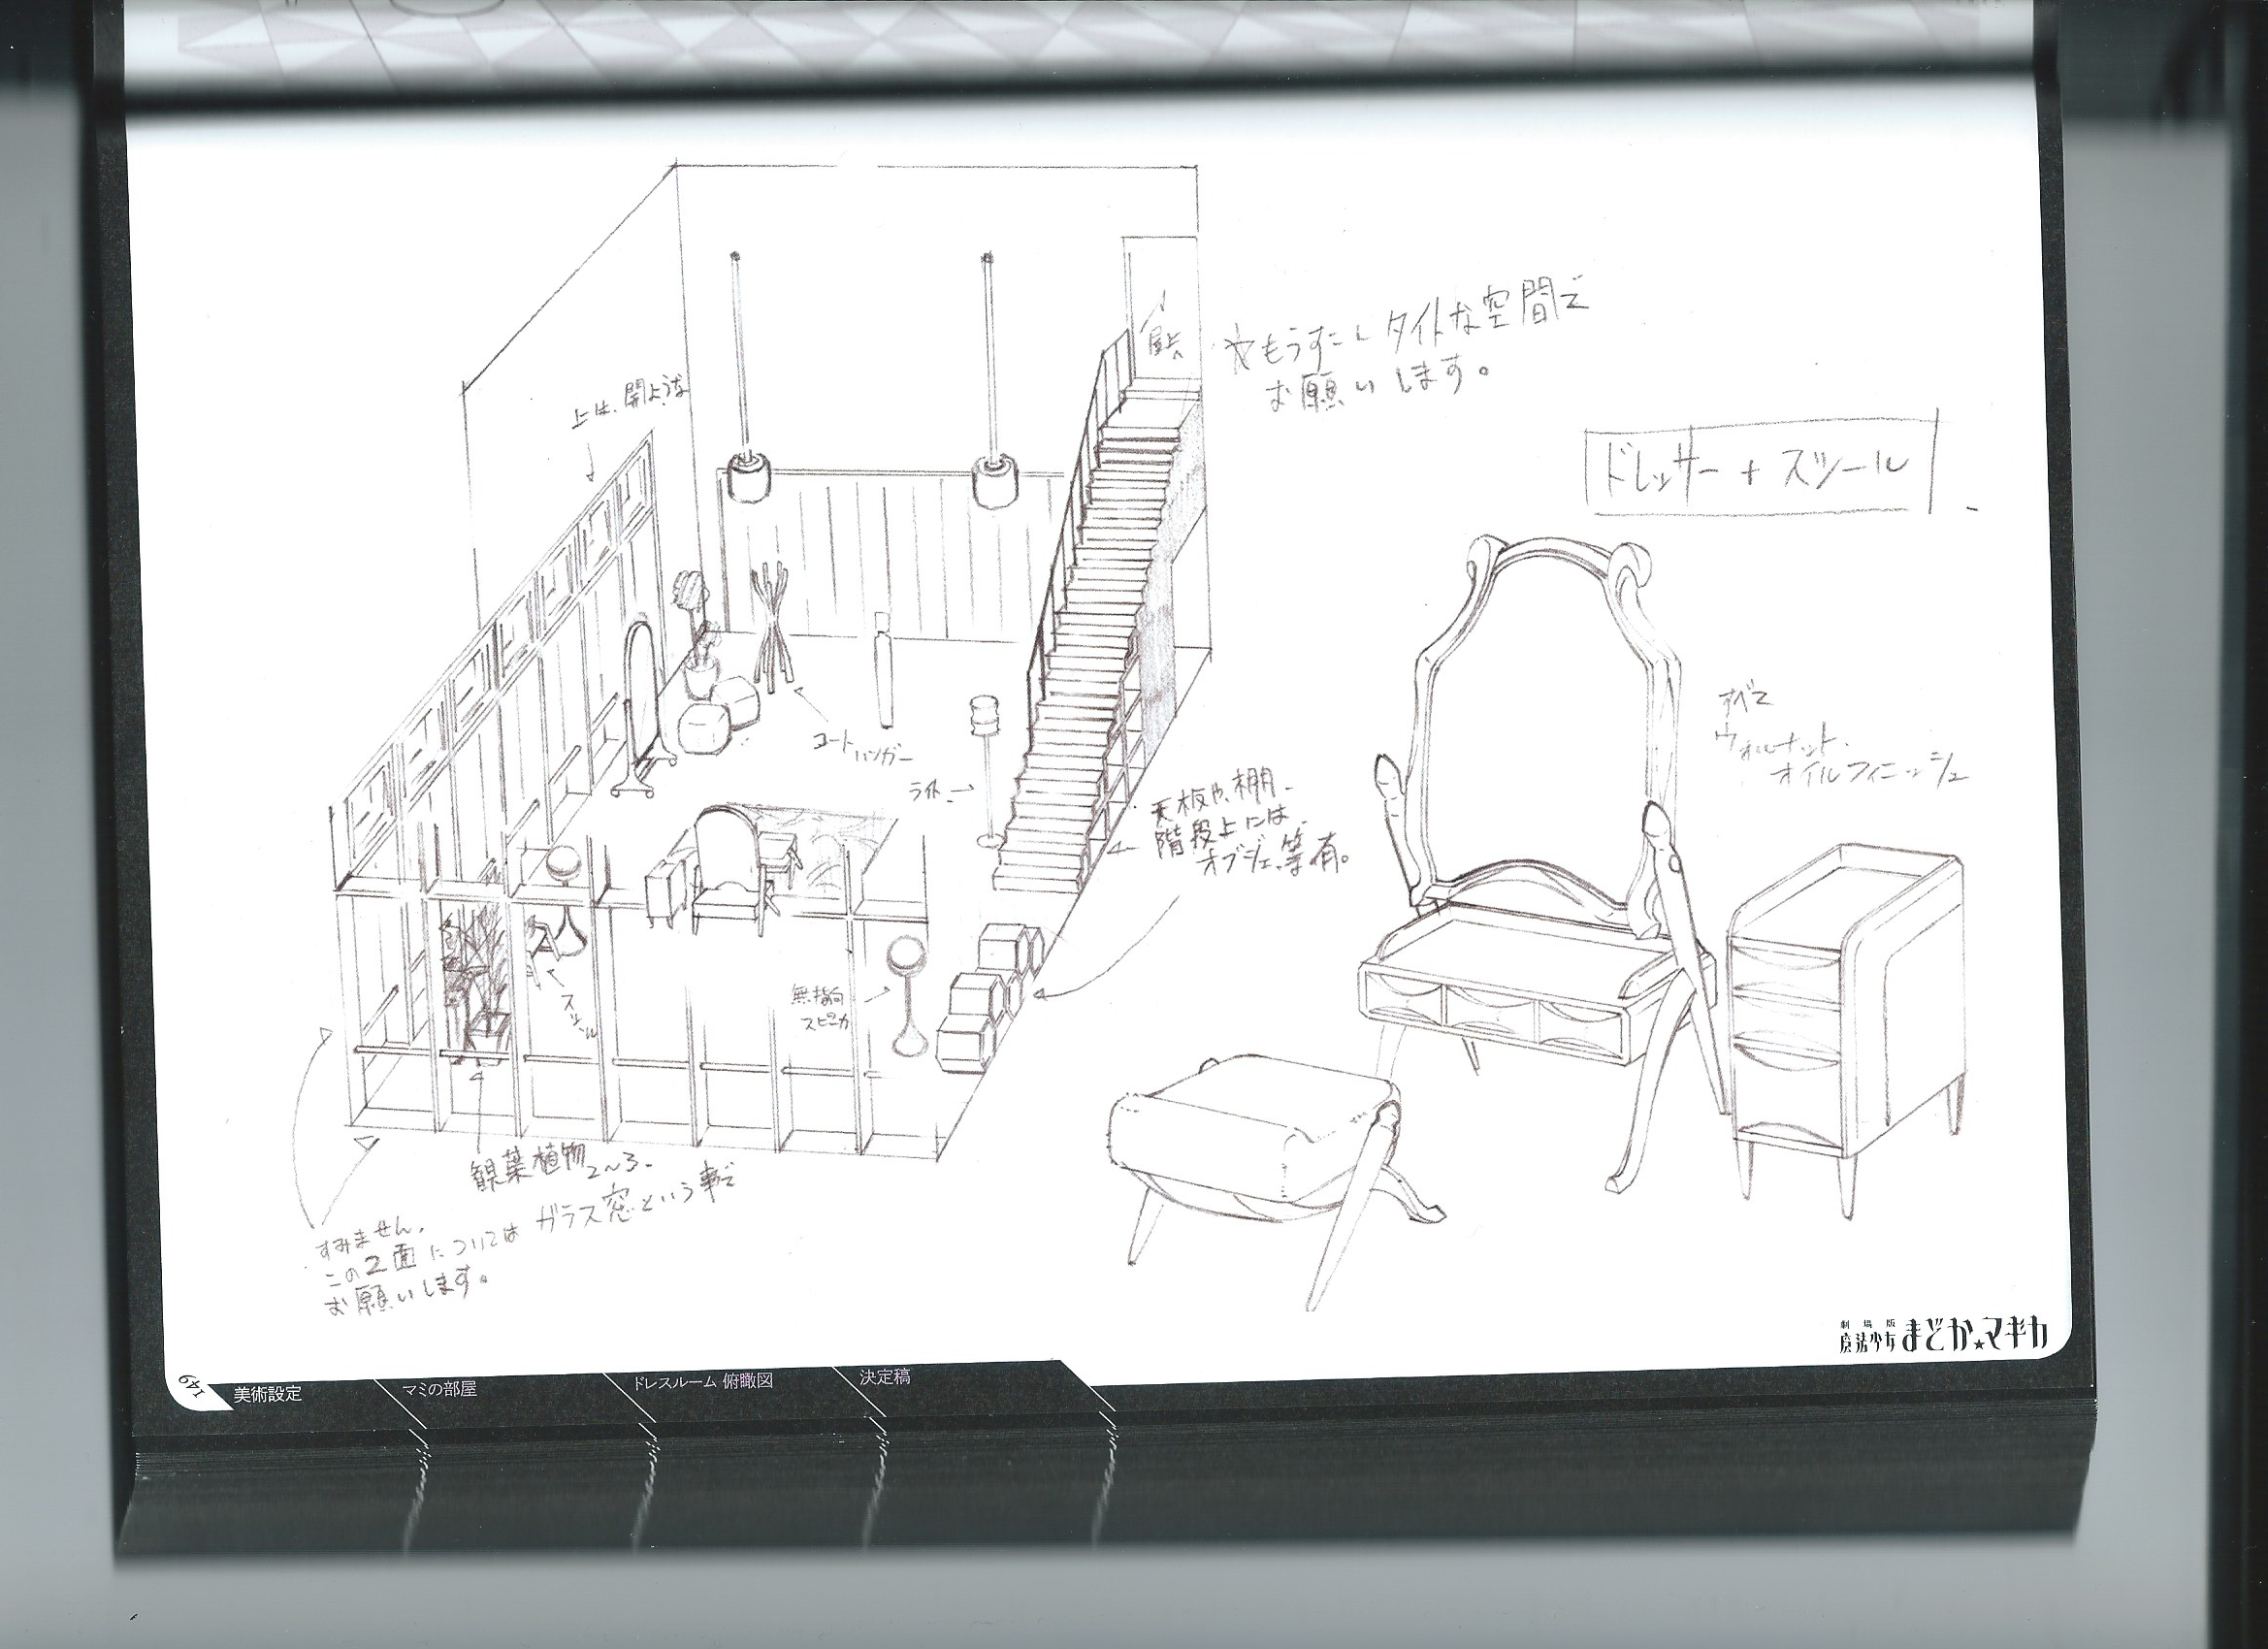 上は、開ような
☆もうすこしタイトな空間で
お願いします。
ドレッサー + スツール
すべて
ウォルナット.
オイルフィニッシュ
コート
ハンガー
ライト
天板や、棚、
階段上には、
オブジェ、等有。
無指向
スピーカ
スツール
観葉植物 2~3.
すみません。
この2面についてはガラス窓という事で
お願いします。
劇場版
魔法少女まどか☆マギカ
149
美術設定
マミの部屋
ドレスルーム 俯瞰図
決定稿